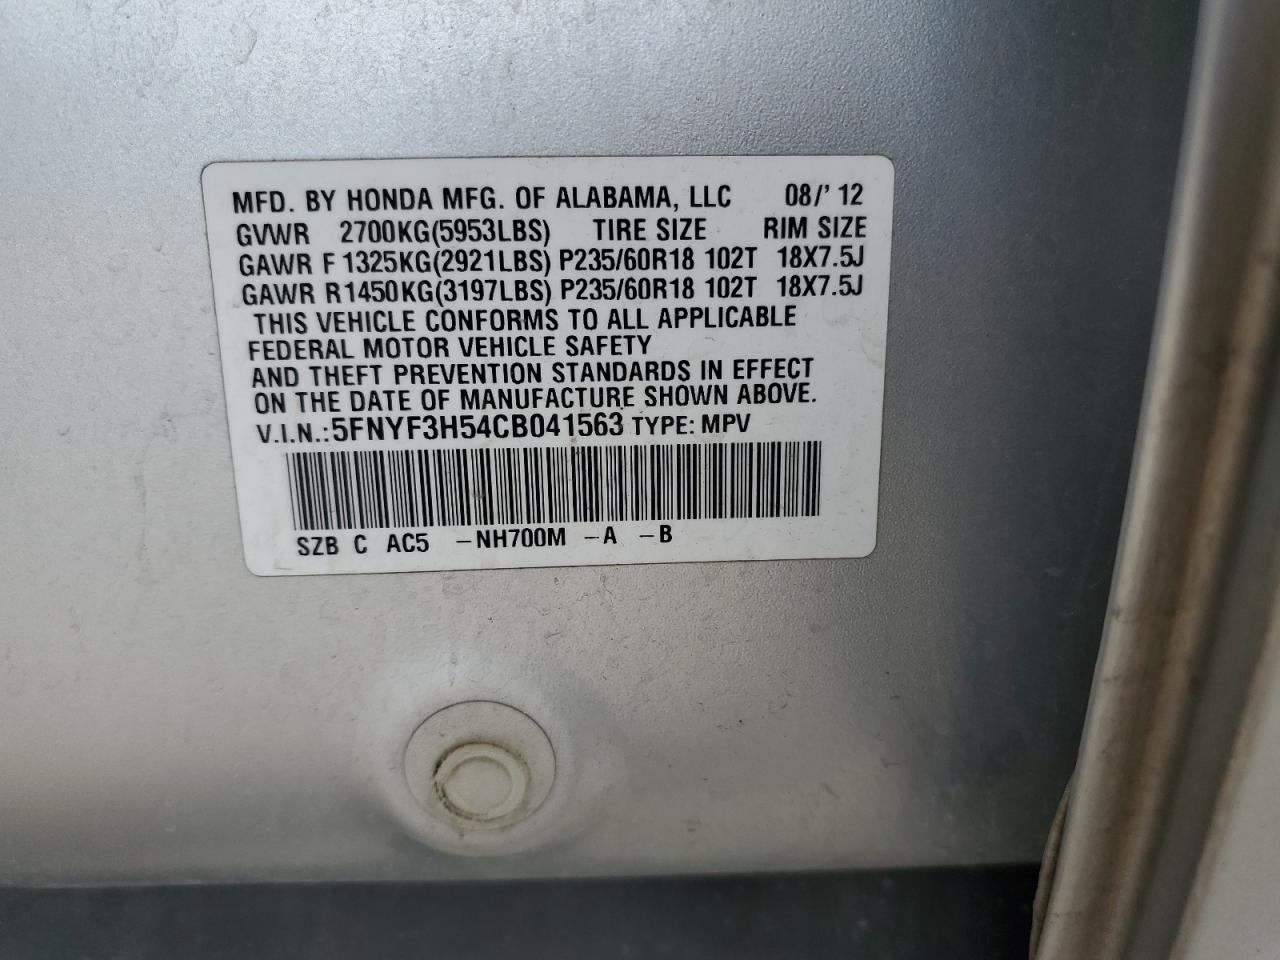 MFD. BY HONDA MFG. OF ALABAMA, LLC 08/'12
GVWR 2700KG(5953LBS) TIRE SIZE RIM SIZE
GAWR F 1325KG(2921LBS) P235/60R18 102T 18X7.5J
GAWR R1450KG(3197LBS) P235/60R18 102T 18X7.5J
THIS VEHICLE CONFORMS TO ALL APPLICABLE
FEDERAL MOTOR VEHICLE SAFETY
AND THEFT PREVENTION STANDARDS IN EFFECT
ON THE DATE OF MANUFACTURE SHOWN ABOVE.
V.I.N.:5FNYF3H54CB041563 TYPE: MPV
SZB C AC5 -NH700M -A -B